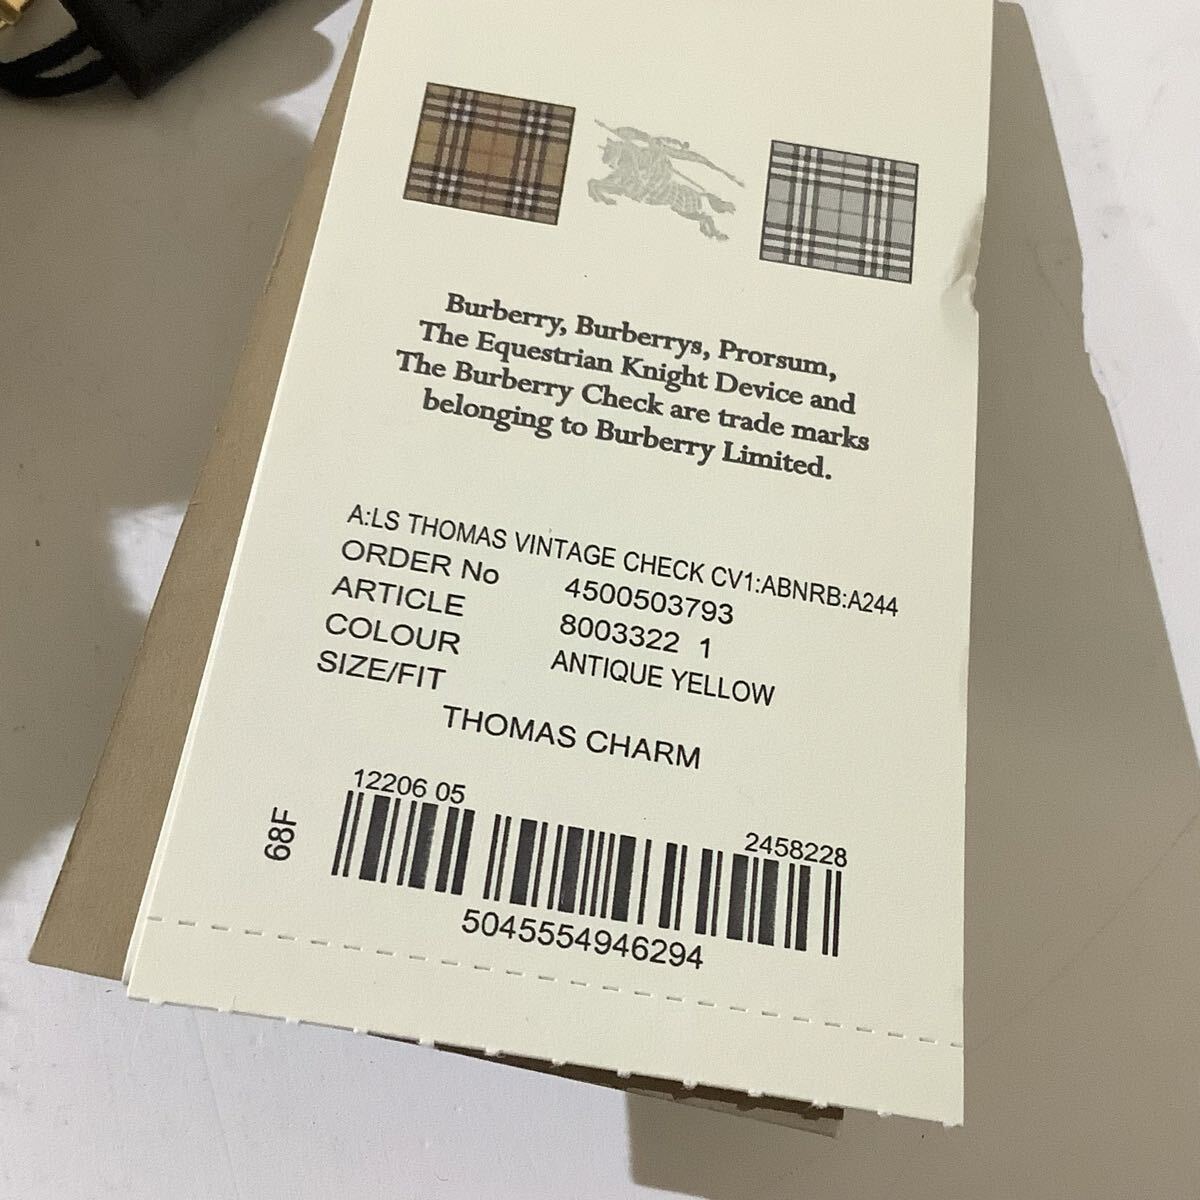 Burberry, Burberrys, Prorsum,
The Equestrian Knight Device and
The Burberry Check are trade marks
belonging to Burberry Limited.
A:LS THOMAS VINTAGE CHECK CV1:ABNRB:A244
ORDER No 4500503793
ARTICLE 8003322 1
COLOUR ANTIQUE YELLOW
SIZE/FIT
THOMAS CHARM
12206 05
2458228
68F
5045554946294